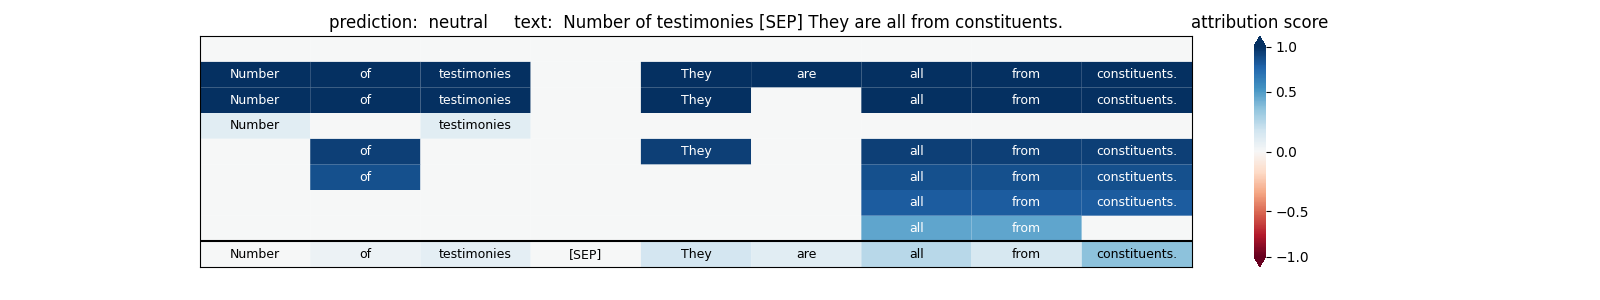 prediction:  neutral     text:  Number of testimonies [SEP] They are all from constituents.
attribution score
Number of testimonies They are all from constituents.
Number of testimonies They all from constituents.
Number testimonies
of They all from constituents.
of all from constituents.
all from constituents.
all from
Number of testimonies [SEP] They are all from constituents.
1.0
0.5
0.0
−0.5
−1.0